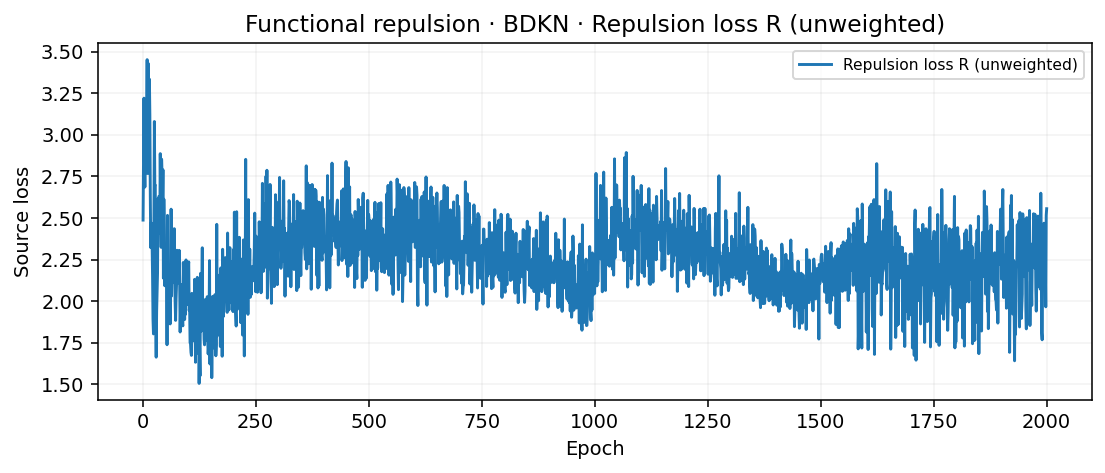 Functional repulsion · BDKN · Repulsion loss R (unweighted)
Repulsion loss R (unweighted)
Source loss
3.50
3.25
3.00
2.75
2.50
2.25
2.00
1.75
1.50
0 250 500 750 1000 1250 1500 1750 2000
Epoch